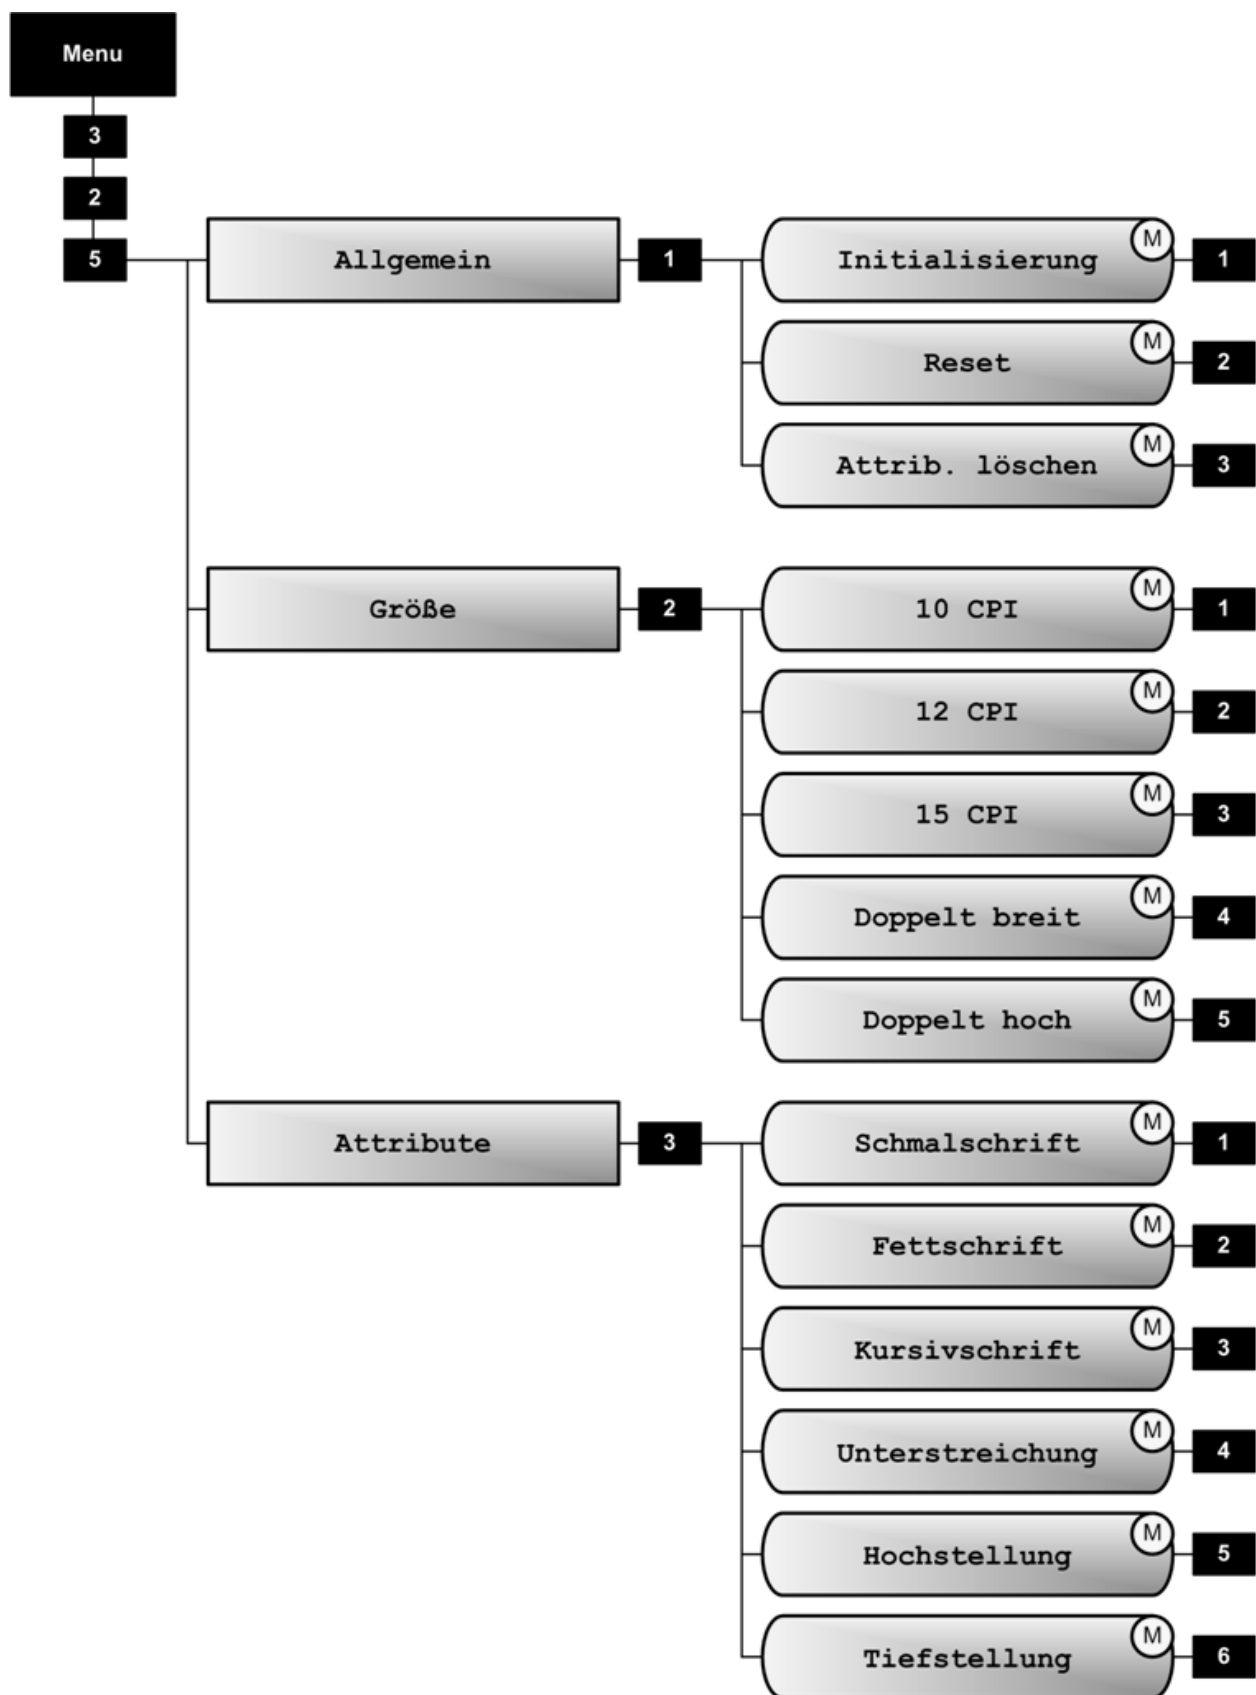 Menu
3
2
5 Allgemein 1 Initialisierung M 1
Reset M 2
Attrib. löschen M 3
Größe 2 10 CPI M 1
12 CPI M 2
15 CPI M 3
Doppelt breit M 4
Doppelt hoch M 5
Attribute 3 Schmalschrift M 1
Fettschrift M 2
Kursivschrift M 3
Unterstreichung M 4
Hochstellung M 5
Tiefstellung M 6